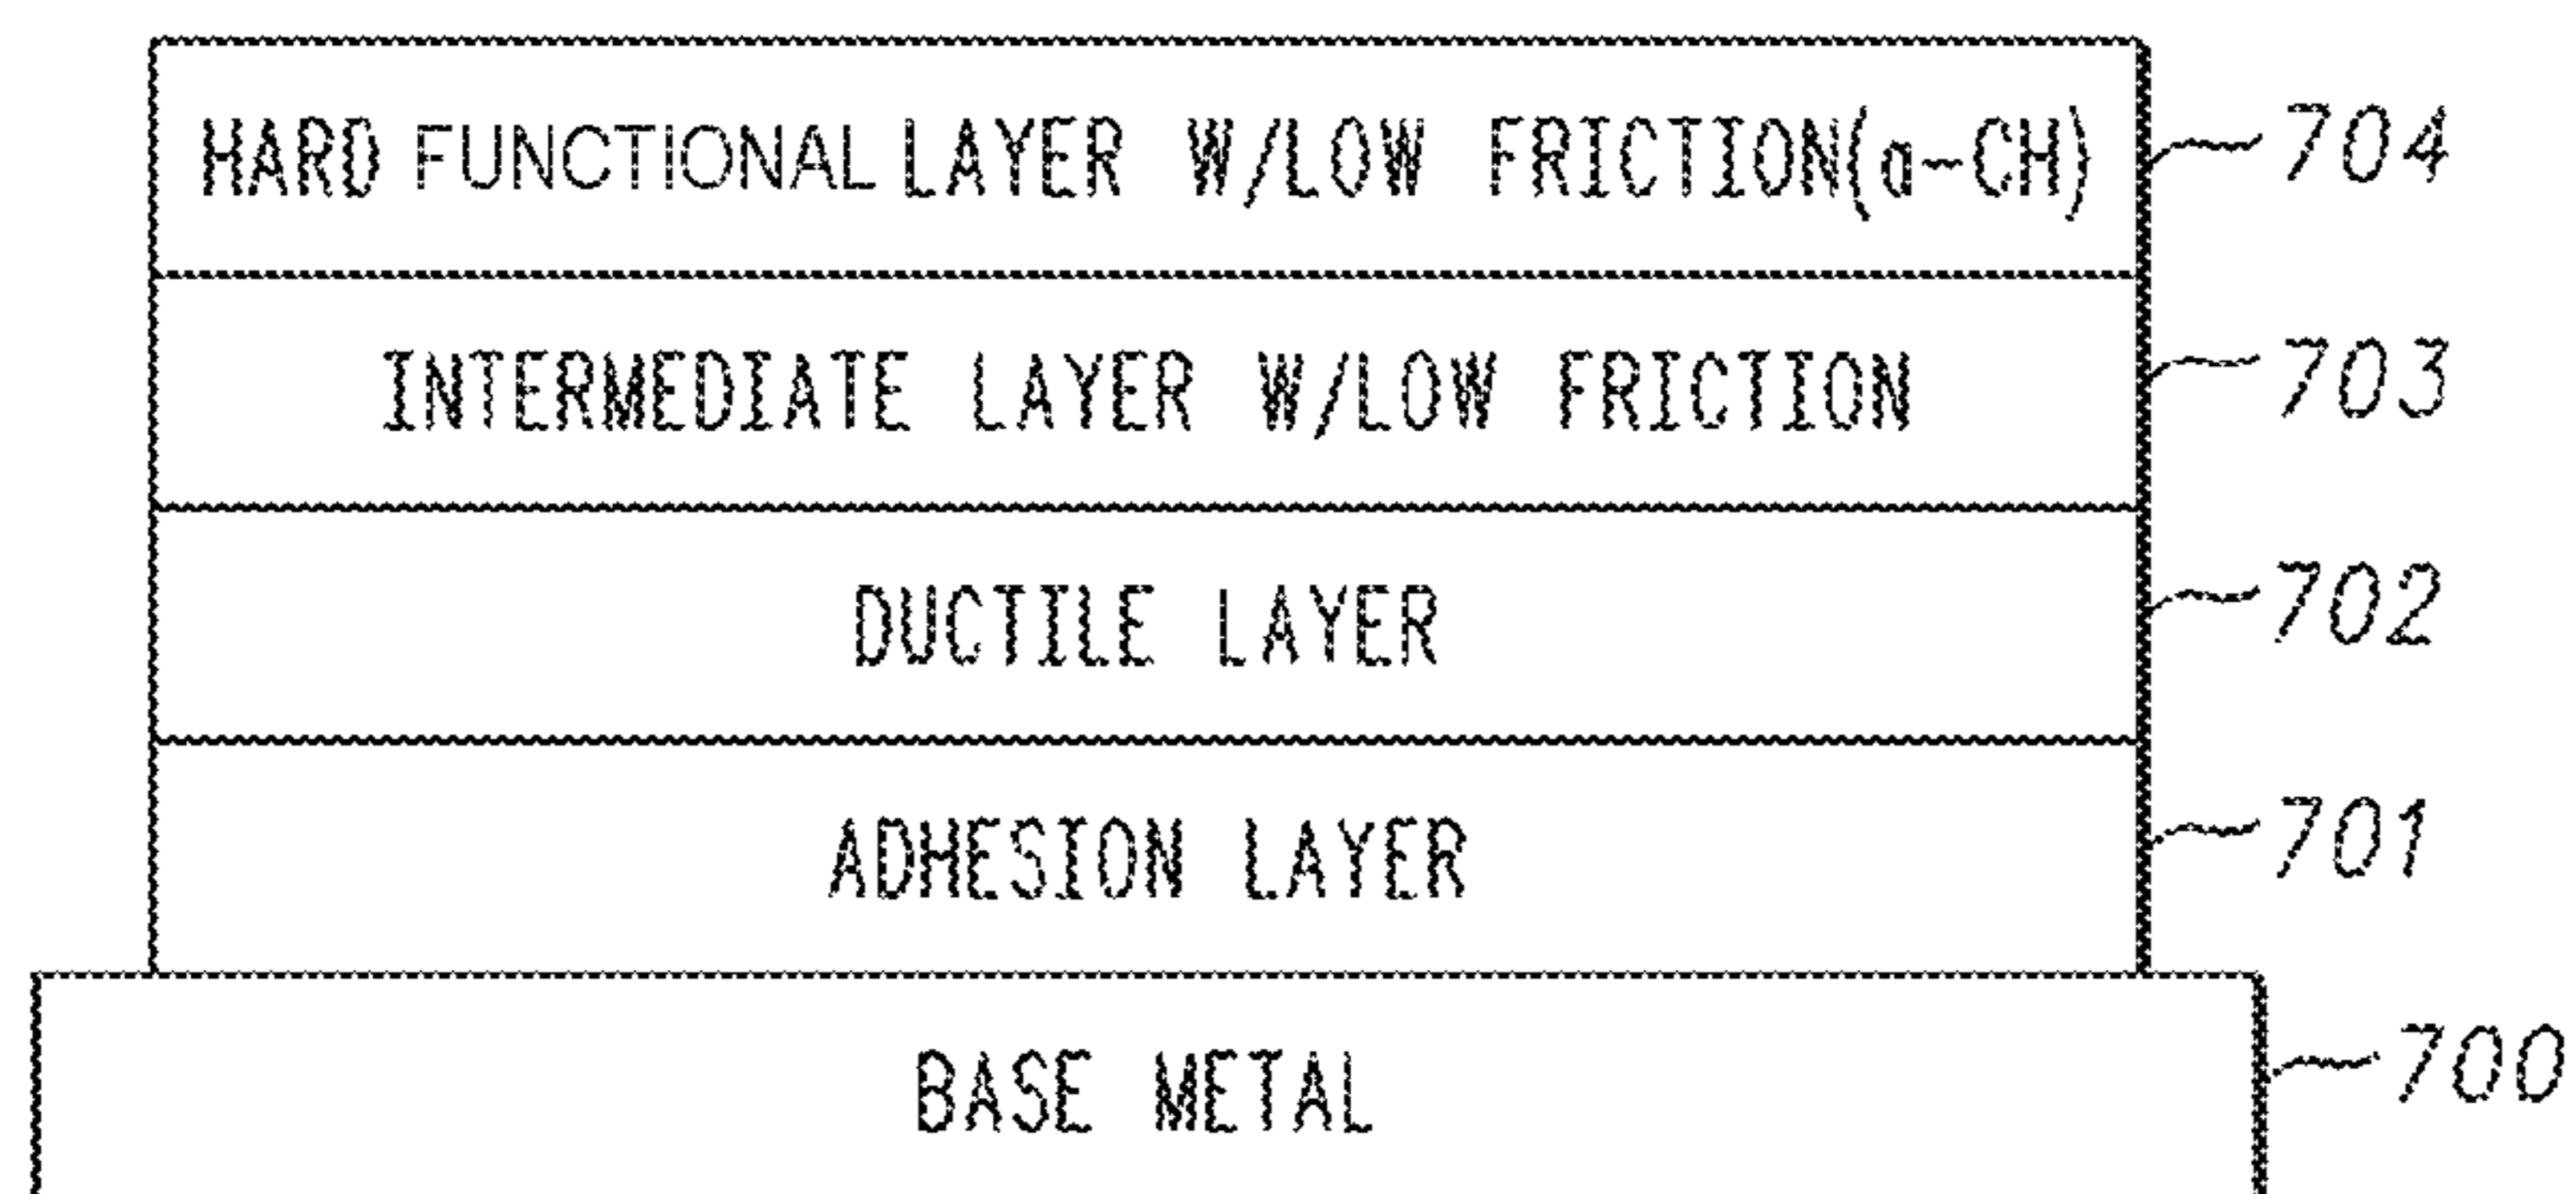 HARD FUNCTIONAL LAYER W/LOW FRICTION(a-CH) 704
INTERMEDIATE LAYER W/LOW FRICTION 703
DUCTILE LAYER 702
ADHESION LAYER 701
BASE METAL 700